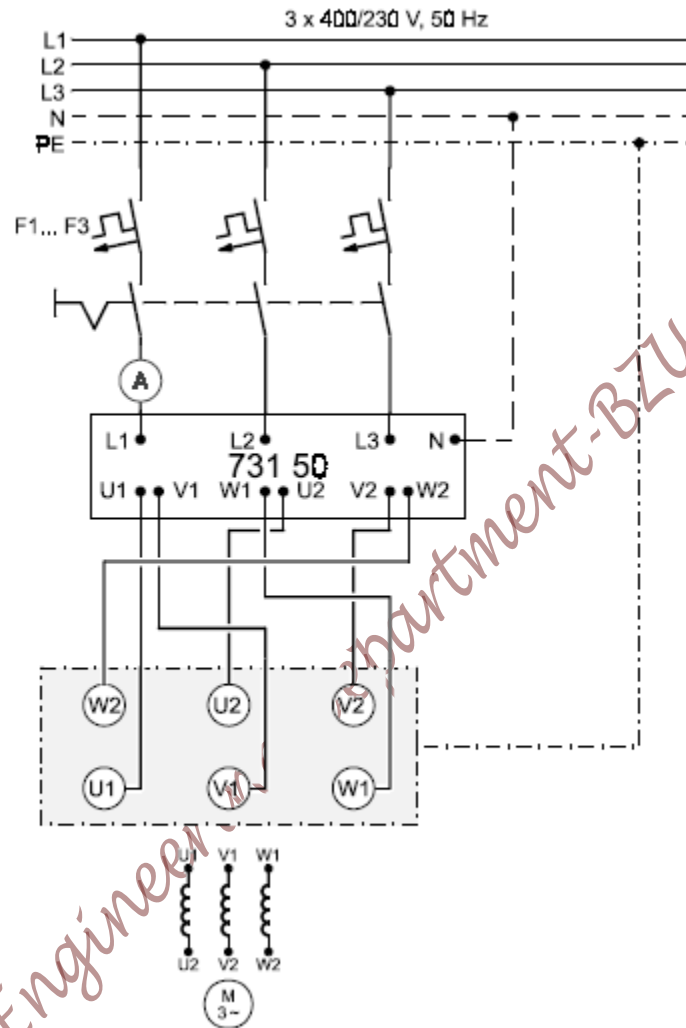 3 x 400/230 V, 50 Hz
L1
L2
L3
N
PE
F1... F3
A
L1 L2 L3 N
731 50
U1 V1 W1 U2 V2 W2
W2 U2 V2
U1 V1 W1
U1 V1 W1
U2 V2 W2
M
3~
partment-BZU
Engineer